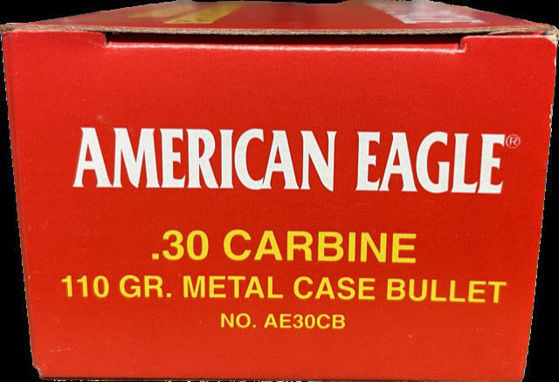 AMERICAN EAGLE®
.30 CARBINE
110 GR. METAL CASE BULLET
NO. AE30CB